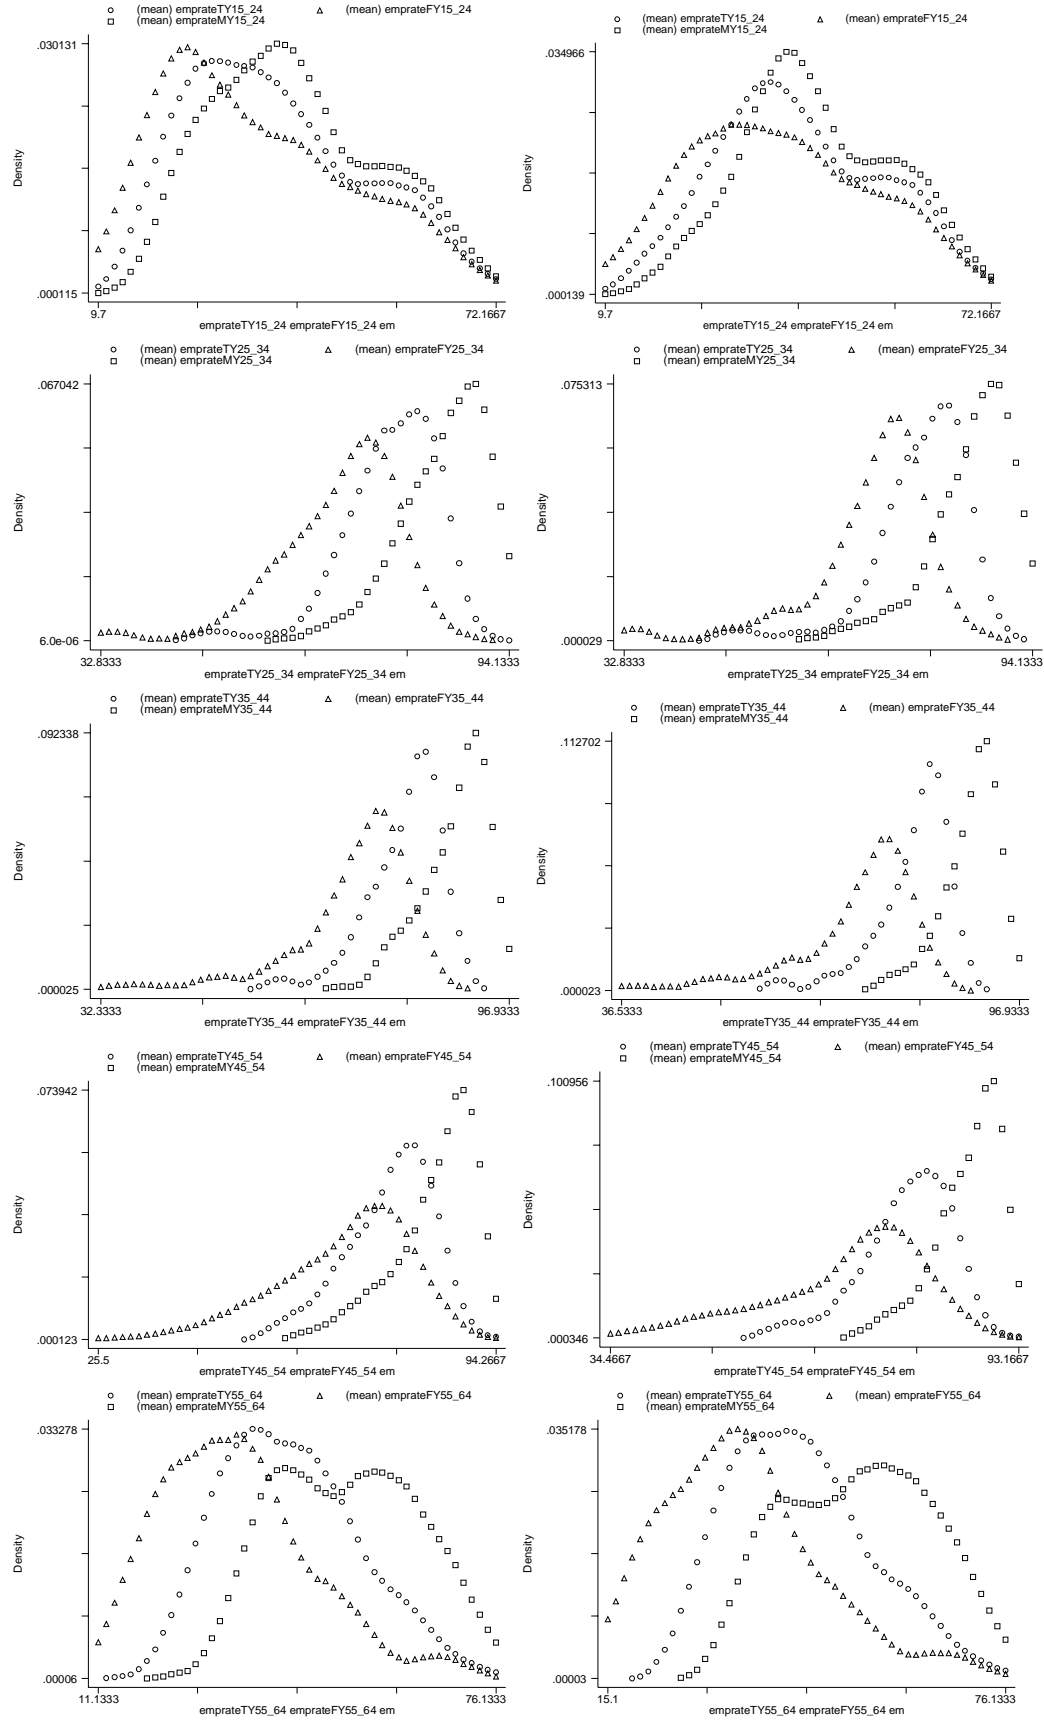 (mean) emprateTY15_24 (mean) emprateFY15_24
(mean) emprateMY15_24
.030131
Density
.000115
9.7 72.1667
emprateTY15_24 emprateFY15_24 em
(mean) emprateTY15_24 (mean) emprateFY15_24
(mean) emprateMY15_24
.034966
Density
.000139
9.7 72.1667
emprateTY15_24 emprateFY15_24 em
(mean) emprateTY25_34 (mean) emprateFY25_34
(mean) emprateMY25_34
.067042
Density
6.0e-06
32.8333 94.1333
emprateTY25_34 emprateFY25_34 em
(mean) emprateTY25_34 (mean) emprateFY25_34
(mean) emprateMY25_34
.075313
Density
.000029
32.8333 94.1333
emprateTY25_34 emprateFY25_34 em
(mean) emprateTY35_44 (mean) emprateFY35_44
(mean) emprateMY35_44
.092338
Density
.000025
32.3333 96.9333
emprateTY35_44 emprateFY35_44 em
(mean) emprateTY35_44 (mean) emprateFY35_44
(mean) emprateMY35_44
.112702
Density
.000023
36.5333 96.9333
emprateTY35_44 emprateFY35_44 em
(mean) emprateTY45_54 (mean) emprateFY45_54
(mean) emprateMY45_54
.073942
Density
.000123
25.5 94.2667
emprateTY45_54 emprateFY45_54 em
(mean) emprateTY45_54 (mean) emprateFY45_54
(mean) emprateMY45_54
.100956
Density
.000346
34.4667 93.1667
emprateTY45_54 emprateFY45_54 em
(mean) emprateTY55_64 (mean) emprateFY55_64
(mean) emprateMY55_64
.033278
Density
.00006
11.1333 76.1333
emprateTY55_64 emprateFY55_64 em
(mean) emprateTY55_64 (mean) emprateFY55_64
(mean) emprateMY55_64
.035178
Density
.00003
15.1 76.1333
emprateTY55_64 emprateFY55_64 em